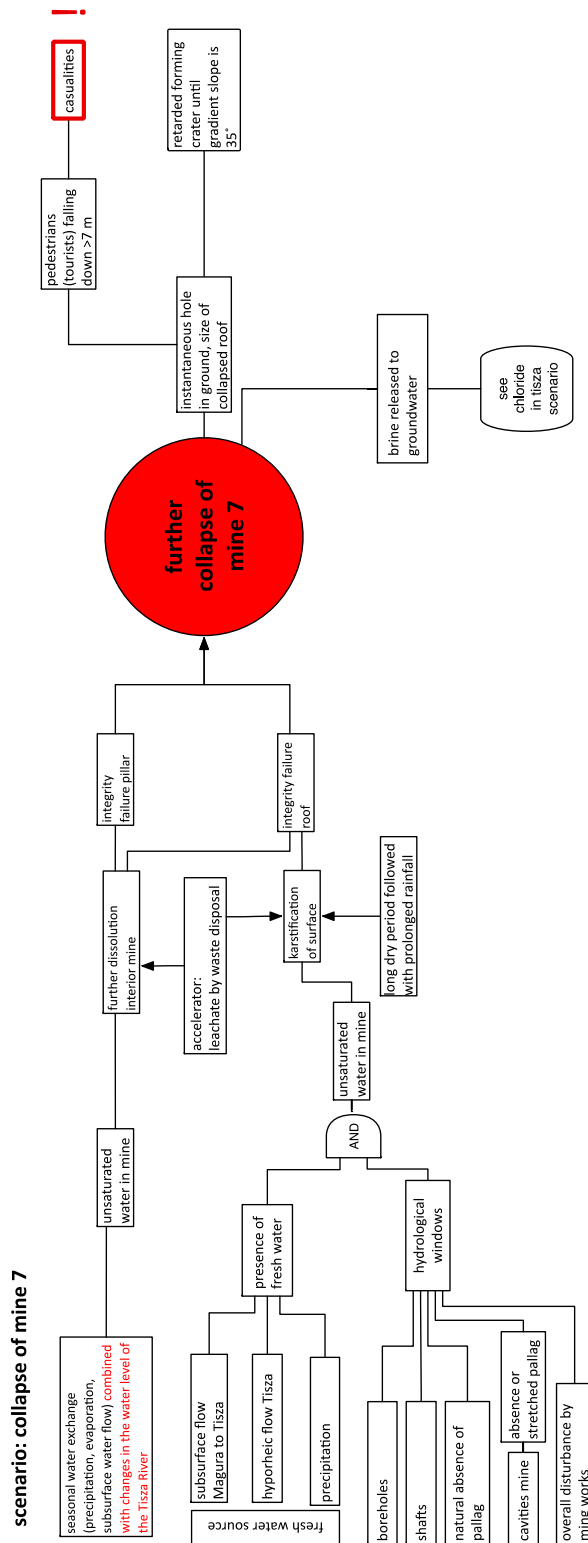 scenario: collapse of mine 7
seasonal water exchange
(precipitation, evaporation,
subsurface water flow) combined
with changes in the water level of
the Tisza River
unsaturated
water in mine
further dissolution
interior mine
integrity
failure pillar
fresh water source
subsurface flow
Magura to Tisza
hyporheic flow Tisza
precipitation
presence of
fresh water
boreholes
shafts
natural absence of
pallag
cavities mine
absence or
stretched pallag
overall disturbance by
ming works
hydrological
windows
AND
unsaturated
water in mine
accelerator:
leachate by waste disposal
karstification
of surface
long dry period followed
with prolonged rainfall
integrity failure
roof
further
collapse of
mine 7
instantaneous hole
in ground, size of
collapsed roof
pedestrians
(tourists) falling
down >7 m
casualities
!
retarded forming
crater until
gradient slope is
35°
brine released to
groundwater
see
chloride
in tisza
scenario